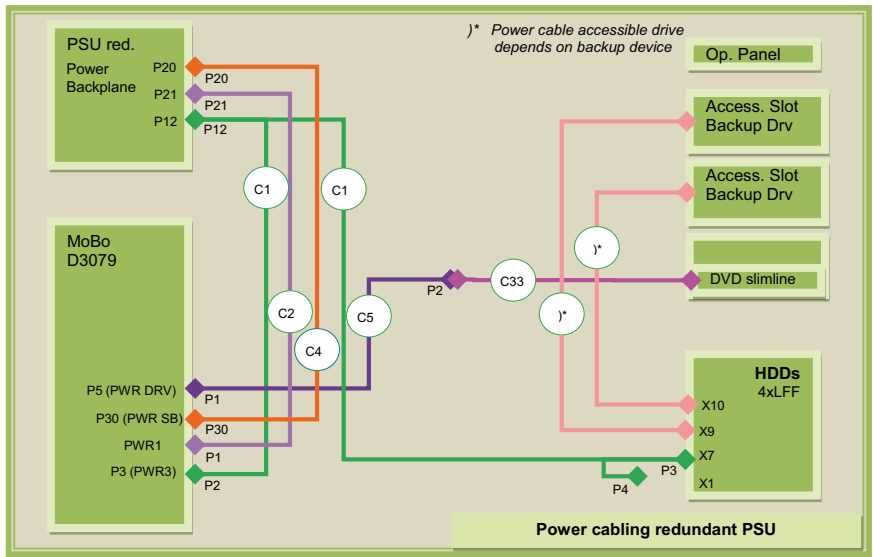 PSU red.
Power
Backplane
P20
P21
P12
P20
P21
P12
)* Power cable accessible drive
depends on backup device
Op. Panel
Access. Slot
Backup Drv
Access. Slot
Backup Drv
DVD slimline
C1
C1
)*
C33
P2
)*
C2
C5
C4
MoBo
D3079
P5 (PWR DRV)
P1
P30 (PWR SB)
P30
PWR1
P1
P3 (PWR3)
P2
HDDs
4xLFF
X10
X9
X7
X1
P3
P4
Power cabling redundant PSU